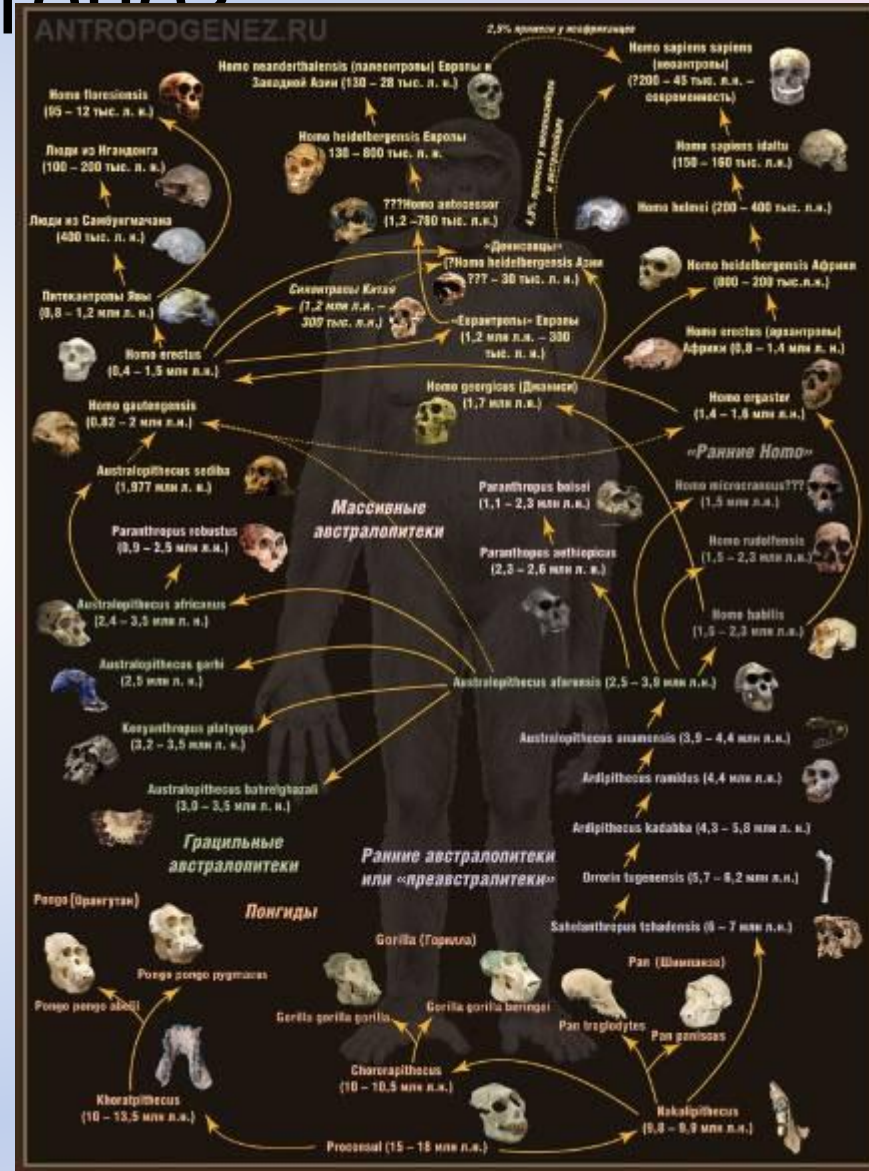 ANTROPOGENEZ.RU
2,5% примеси у неафриканцев
Homo neanderthalensis (палеоантропы) Европы и
Западной Азии (130 – 28 тыс. л. н.)
Homo sapiens sapiens
(неоантропы)
(?200 – 45 тыс. л.н. –
современность)
Homo floresiensis
(95 – 12 тыс. л. н.)
Люди из Нгандонга
(100 – 200 тыс. л. н.)
Homo heidelbergensis Европы
130 – 800 тыс. л. н.
Homo sapiens idaltu
(150 – 160 тыс. л.н.)
???Homo antecessor
(1,2 –780 тыс. л.н.)
Homo helmei (200 – 400 тыс. л.н.)
Люди из Самбунгмачана
(400 тыс. л. н.)
«Денисовцы»
(?Homo heidelbergensis Азии
??? – 30 тыс. л.н.)
Homo heidelbergensis Африки
(800 – 200 тыс. л.н.)
Питекантропы Явы
(0,8 – 1,2 млн л. н.)
Синантропы Китая
(1,2 млн л.н. –
300 тыс. л.н.)
«Еврантропы» Европы
(1,2 млн л.н. – 300
тыс. л.н.)
Homo erectus (архантропы)
Африки (0,8 – 1,4 млн л.н.)
Homo erectus
(0,4 – 1,5 млн л.н.)
Homo georgicus (Дманиси)
(1,7 млн л.н.)
Homo ergaster
(1,4 – 1,6 млн л.н.)
Homo gautengensis
(0,82 – 2 млн л.н.)
«Ранние Homo»
Australopithecus sediba
(1,977 млн л.н.)
Paranthropus boisei
(1,1 – 2,3 млн л.н.)
Homo microcranous???
(1,5 млн л.н.)
Массивные
австралопитеки
Paranthropus robustus
(0,9 – 2,5 млн л.н.)
Paranthopus aethiopicus
(2,3 – 2,6 млн л. н.)
Homo rudolfensis
(1,5 – 2,3 млн л.н.)
Australopithecus africanus
(2,4 – 3,5 млн л. н.)
Homo habilis
(1,5 – 2,3 млн л.н.)
Australopithecus garhi
(2,5 млн л. н.)
Australopithecus afarensis (2,5 – 3,9 млн л.н.)
Kenyanthropus platyops
(3,2 – 3,5 млн л. н.)
Australopithecus anamensis (3,9 – 4,4 млн л.н.)
Australopithecus bahrelghazali
(3,0 – 3,5 млн л. н.)
Ardipithecus ramidus (4,4 млн л.н.)
Ardipithecus kadabba (4,3 – 5,8 млн л. н.)
Грацильные
австралопитеки
Ранние австралопитеки
или «преавстралитеки»
Orrorin tugenensis (5,7 – 6,2 млн л.н.)
Sahelanthropus tchadensis (6 – 7 млн л.н.)
Pongo (Орангутан)
Понгиды
Gorilla (Горилла)
Pan (Шимпанзе)
Pongo pongo pygmaeus
Pongo pongo abelii
Gorilla gorilla gorilla
Gorilla gorilla beringei
Pan troglodytes
Pan paniscus
Khoratpithecus
(10 – 13,5 млн л.н.)
Chororapithecus
(10 – 10,5 млн л.н.)
Nakalipithecus
(9,8 – 9,9 млн л.н.)
Proconsul (15 – 18 млн л.н.)